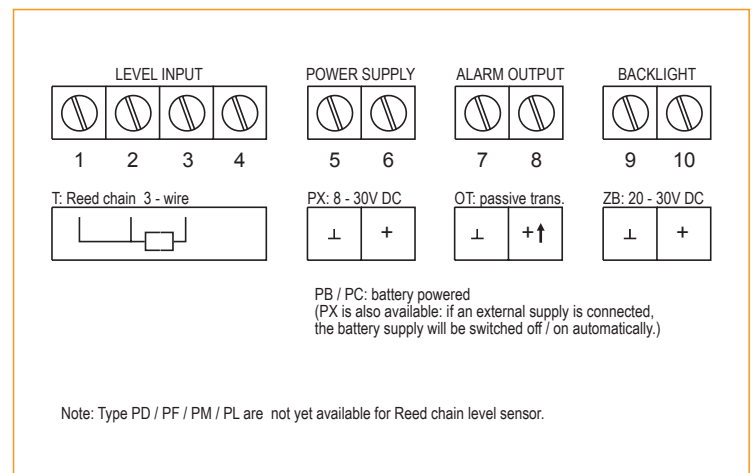 LEVEL INPUT POWER SUPPLY ALARM OUTPUT BACKLIGHT
1 2 3 4 5 6 7 8 9 10
T: Reed chain 3 - wire PX: 8 - 30V DC OT: passive trans. ZB: 20 - 30V DC
⊥ + ⊥ +↑ ⊥ +
PB / PC: battery powered
(PX is also available: if an external supply is connected,
the battery supply will be switched off / on automatically.)
Note: Type PD / PF / PM / PL are not yet available for Reed chain level sensor.